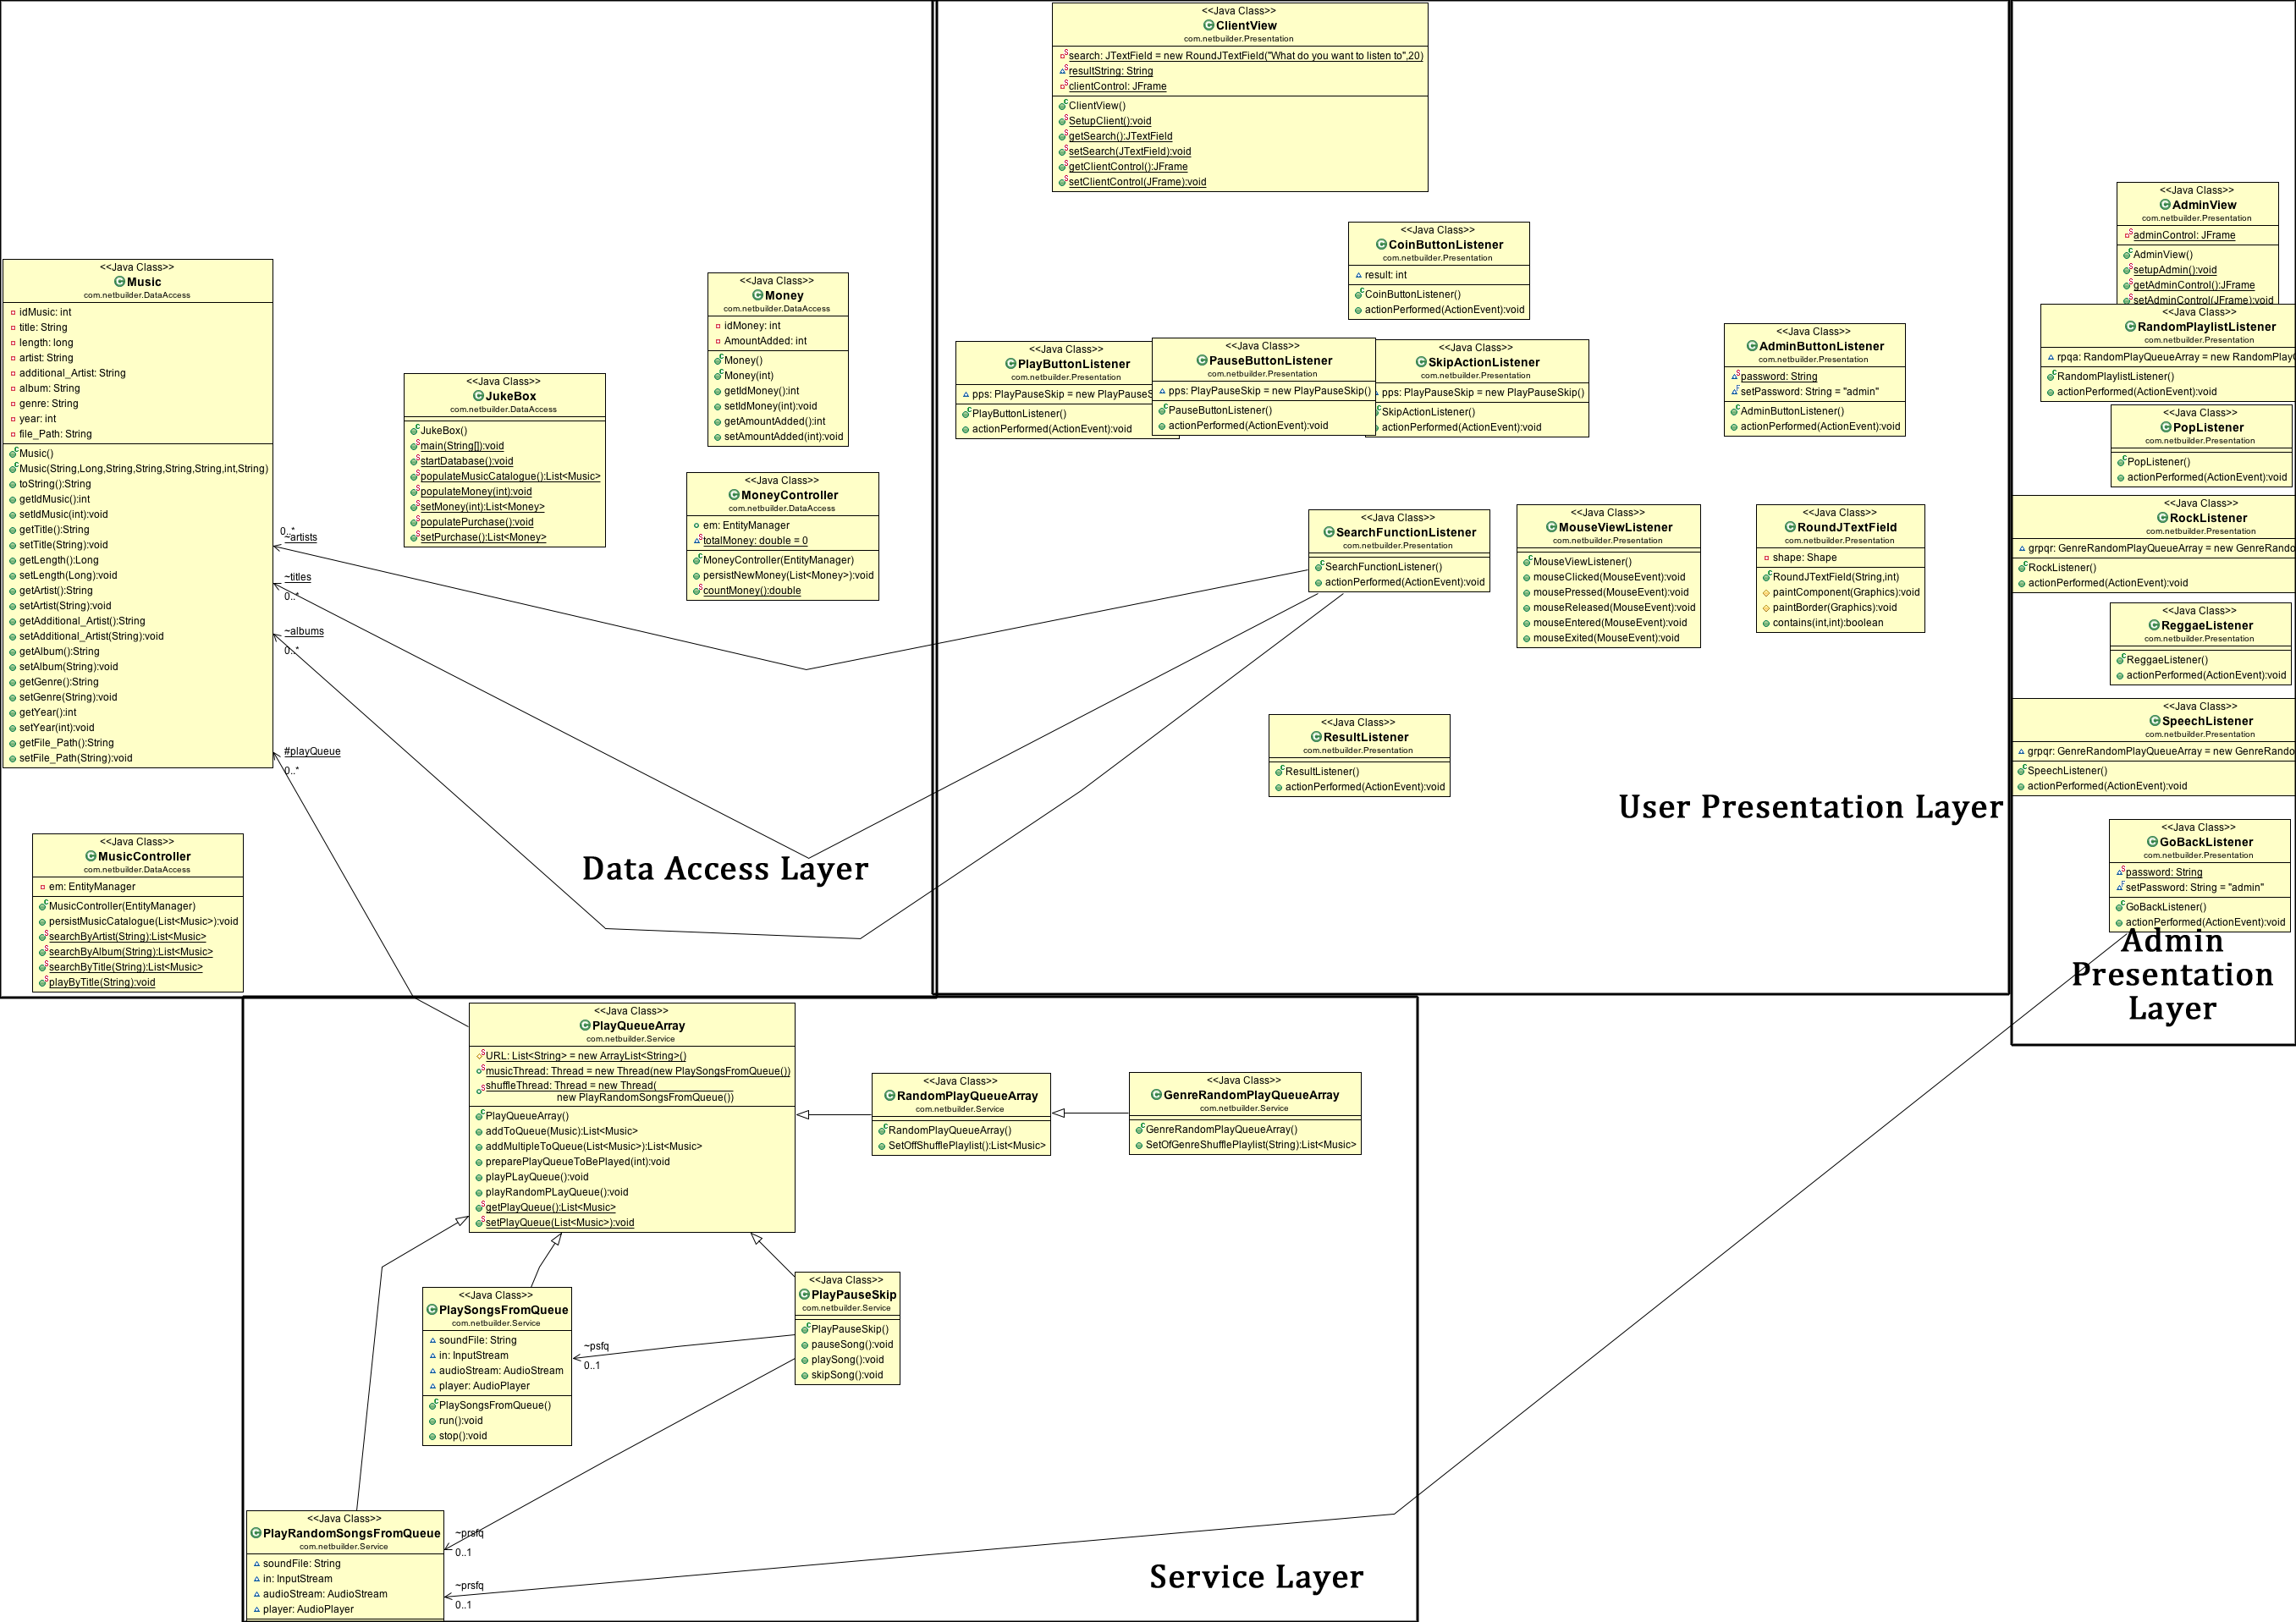 <<Java Class>>
Music
com.netbuilder.DataAccess
idMusic: int
title: String
length: long
artist: String
additional_Artist: String
album: String
genre: String
year: int
file_Path: String
Music()
Music(String,Long,String,String,String,String,int,String)
toString():String
getIdMusic():int
setIdMusic(int):void
getTitle():String
setTitle(String):void
getLength():Long
setLength(Long):void
getArtist():String
setArtist(String):void
getAdditional_Artist():String
setAdditional_Artist(String):void
getAlbum():String
setAlbum(String):void
getGenre():String
setGenre(String):void
getYear():int
setYear(int):void
getFile_Path():String
setFile_Path(String):void
0..*
~artists
~titles
0..*
~albums
0..*
#playQueue
0..*
<<Java Class>>
JukeBox
com.netbuilder.DataAccess
JukeBox()
main(String[]):void
startDatabase():void
populateMusicCatalogue():List<Music>
populateMoney(int):void
setMoney(int):List<Money>
populatePurchase():void
setPurchase():List<Money>
<<Java Class>>
Money
com.netbuilder.DataAccess
idMoney: int
AmountAdded: int
Money()
Money(int)
getIdMoney():int
setIdMoney(int):void
getAmountAdded():int
setAmountAdded(int):void
<<Java Class>>
MoneyController
com.netbuilder.DataAccess
em: EntityManager
totalMoney: double = 0
MoneyController(EntityManager)
persistNewMoney(List<Money>):void
countMoney():double
<<Java Class>>
MusicController
com.netbuilder.DataAccess
em: EntityManager
MusicController(EntityManager)
persistMusicCatalogue(List<Music>):void
searchByArtist(String):List<Music>
searchByAlbum(String):List<Music>
searchByTitle(String):List<Music>
playByTitle(String):void
Data Access Layer
<<Java Class>>
ClientView
com.netbuilder.Presentation
search: JTextField = new RoundJTextField("What do you want to listen to",20)
resultString: String
clientControl: JFrame
ClientView()
SetupClient():void
getSearch():JTextField
setSearch(JTextField):void
getClientControl():JFrame
setClientControl(JFrame):void
<<Java Class>>
CoinButtonListener
com.netbuilder.Presentation
result: int
CoinButtonListener()
actionPerformed(ActionEvent):void
<<Java Class>>
PlayButtonListener
com.netbuilder.Presentation
pps: PlayPauseSkip = new PlayPauseS
PlayButtonListener()
actionPerformed(ActionEvent):void
<<Java Class>>
PauseButtonListener
com.netbuilder.Presentation
pps: PlayPauseSkip = new PlayPauseSkip()
PauseButtonListener()
actionPerformed(ActionEvent):void
<<Java Class>>
SkipActionListener
com.netbuilder.Presentation
pps: PlayPauseSkip = new PlayPauseSkip()
SkipActionListener()
actionPerformed(ActionEvent):void
<<Java Class>>
AdminButtonListener
com.netbuilder.Presentation
password: String
setPassword: String = "admin"
AdminButtonListener()
actionPerformed(ActionEvent):void
<<Java Class>>
SearchFunctionListener
com.netbuilder.Presentation
SearchFunctionListener()
actionPerformed(ActionEvent):void
<<Java Class>>
MouseViewListener
com.netbuilder.Presentation
MouseViewListener()
mouseClicked(MouseEvent):void
mousePressed(MouseEvent):void
mouseReleased(MouseEvent):void
mouseEntered(MouseEvent):void
mouseExited(MouseEvent):void
<<Java Class>>
RoundJTextField
com.netbuilder.Presentation
shape: Shape
RoundJTextField(String,int)
paintComponent(Graphics):void
paintBorder(Graphics):void
contains(int,int):boolean
<<Java Class>>
ResultListener
com.netbuilder.Presentation
ResultListener()
actionPerformed(ActionEvent):void
User Presentation Layer
<<Java Class>>
AdminView
com.netbuilder.Presentation
adminControl: JFrame
AdminView()
setupAdmin():void
getAdminControl():JFrame
setAdminControl(JFrame):void
<<Java Class>>
RandomPlaylistListener
com.netbuilder.Presentation
rpqa: RandomPlayQueueArray = new RandomPlay
RandomPlaylistListener()
actionPerformed(ActionEvent):void
<<Java Class>>
PopListener
com.netbuilder.Presentation
PopListener()
actionPerformed(ActionEvent):void
<<Java Class>>
RockListener
com.netbuilder.Presentation
grpqr: GenreRandomPlayQueueArray = new GenreRando
RockListener()
actionPerformed(ActionEvent):void
<<Java Class>>
ReggaeListener
com.netbuilder.Presentation
ReggaeListener()
actionPerformed(ActionEvent):void
<<Java Class>>
SpeechListener
com.netbuilder.Presentation
grpqr: GenreRandomPlayQueueArray = new GenreRando
SpeechListener()
actionPerformed(ActionEvent):void
<<Java Class>>
GoBackListener
com.netbuilder.Presentation
password: String
setPassword: String = "admin"
GoBackListener()
actionPerformed(ActionEvent):void
Admin
Presentation
Layer
<<Java Class>>
PlayQueueArray
com.netbuilder.Service
URL: List<String> = new ArrayList<String>()
musicThread: Thread = new Thread(new PlaySongsFromQueue())
shuffleThread: Thread = new Thread(
new PlayRandomSongsFromQueue())
PlayQueueArray()
addToQueue(Music):List<Music>
addMultipleToQueue(List<Music>):List<Music>
preparePlayQueueToBePlayed(int):void
playPLayQueue():void
playRandomPLayQueue():void
getPlayQueue():List<Music>
setPlayQueue(List<Music>):void
<<Java Class>>
RandomPlayQueueArray
com.netbuilder.Service
RandomPlayQueueArray()
SetOffShufflePlaylist():List<Music>
<<Java Class>>
GenreRandomPlayQueueArray
com.netbuilder.Service
GenreRandomPlayQueueArray()
SetOfGenreShufflePlaylist(String):List<Music>
<<Java Class>>
PlaySongsFromQueue
com.netbuilder.Service
soundFile: String
in: InputStream
audioStream: AudioStream
player: AudioPlayer
PlaySongsFromQueue()
run():void
stop():void
~psfq
0..1
<<Java Class>>
PlayPauseSkip
com.netbuilder.Service
PlayPauseSkip()
pauseSong():void
playSong():void
skipSong():void
<<Java Class>>
PlayRandomSongsFromQueue
com.netbuilder.Service
soundFile: String
in: InputStream
audioStream: AudioStream
player: AudioPlayer
~prsfq
0..1
~prsfq
0..1
Service Layer